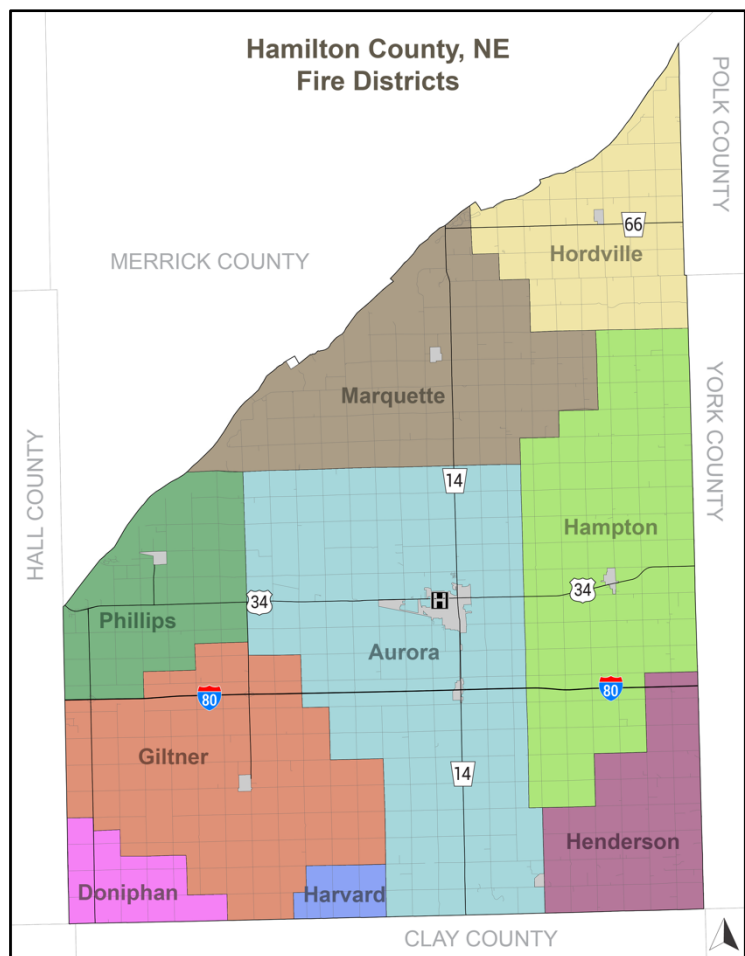 Hamilton County, NE
Fire Districts
POLK COUNTY
66
Hordville
MERRICK COUNTY
Marquette
YORK COUNTY
HALL COUNTY
14
Hampton
34
H
34
Phillips
Aurora
80
80
Giltner
14
Henderson
Doniphan
Harvard
CLAY COUNTY